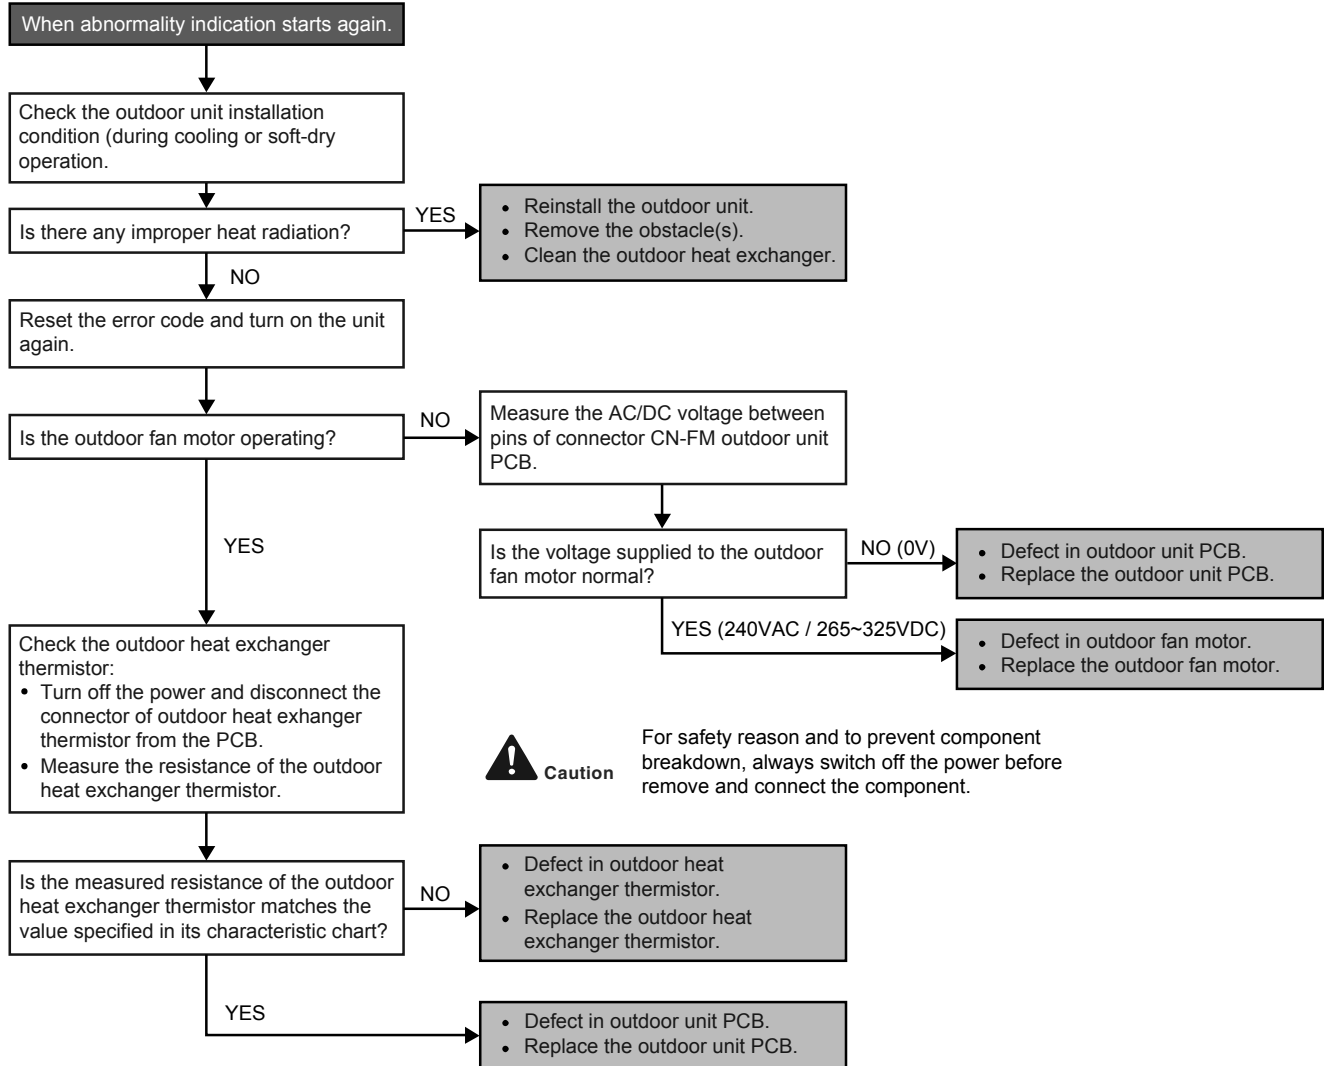 When abnormality indication starts again.
Check the outdoor unit installation
condition (during cooling or soft-dry
operation.
Is there any improper heat radiation?
YES
• Reinstall the outdoor unit.
• Remove the obstacle(s).
• Clean the outdoor heat exchanger.
NO
Reset the error code and turn on the unit
again.
Is the outdoor fan motor operating?
NO
Measure the AC/DC voltage between
pins of connector CN-FM outdoor unit
PCB.
YES
Is the voltage supplied to the outdoor
fan motor normal?
NO (0V)
• Defect in outdoor unit PCB.
• Replace the outdoor unit PCB.
YES (240VAC / 265~325VDC)
• Defect in outdoor fan motor.
• Replace the outdoor fan motor.
Check the outdoor heat exchanger
thermistor:
• Turn off the power and disconnect the
connector of outdoor heat exhanger
thermistor from the PCB.
• Measure the resistance of the outdoor
heat exchanger thermistor.
Caution
For safety reason and to prevent component
breakdown, always switch off the power before
remove and connect the component.
Is the measured resistance of the outdoor
heat exchanger thermistor matches the
value specified in its characteristic chart?
NO
• Defect in outdoor heat
exchanger thermistor.
• Replace the outdoor heat
exchanger thermistor.
YES
• Defect in outdoor unit PCB.
• Replace the outdoor unit PCB.